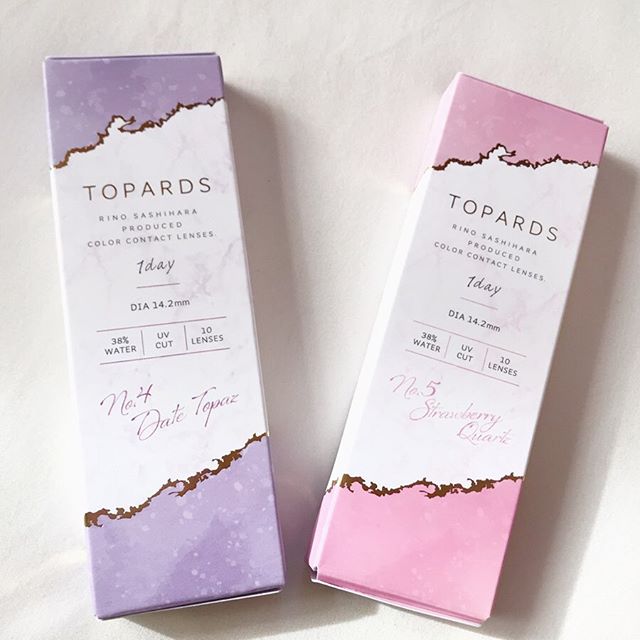 TOPARDS
RINO SASHIHARA
PRODUCED
COLOR CONTACT LENSES.
1day
DIA 14.2mm
38% WATER
UV CUT
10 LENSES
No.4
Date Topaz
TOPARDS
RINO SASHIHARA
PRODUCED
COLOR CONTACT LENSES.
1day
DIA 14.2mm
38% WATER
UV CUT
10 LENSES
No.5
Strawberry
Quartz